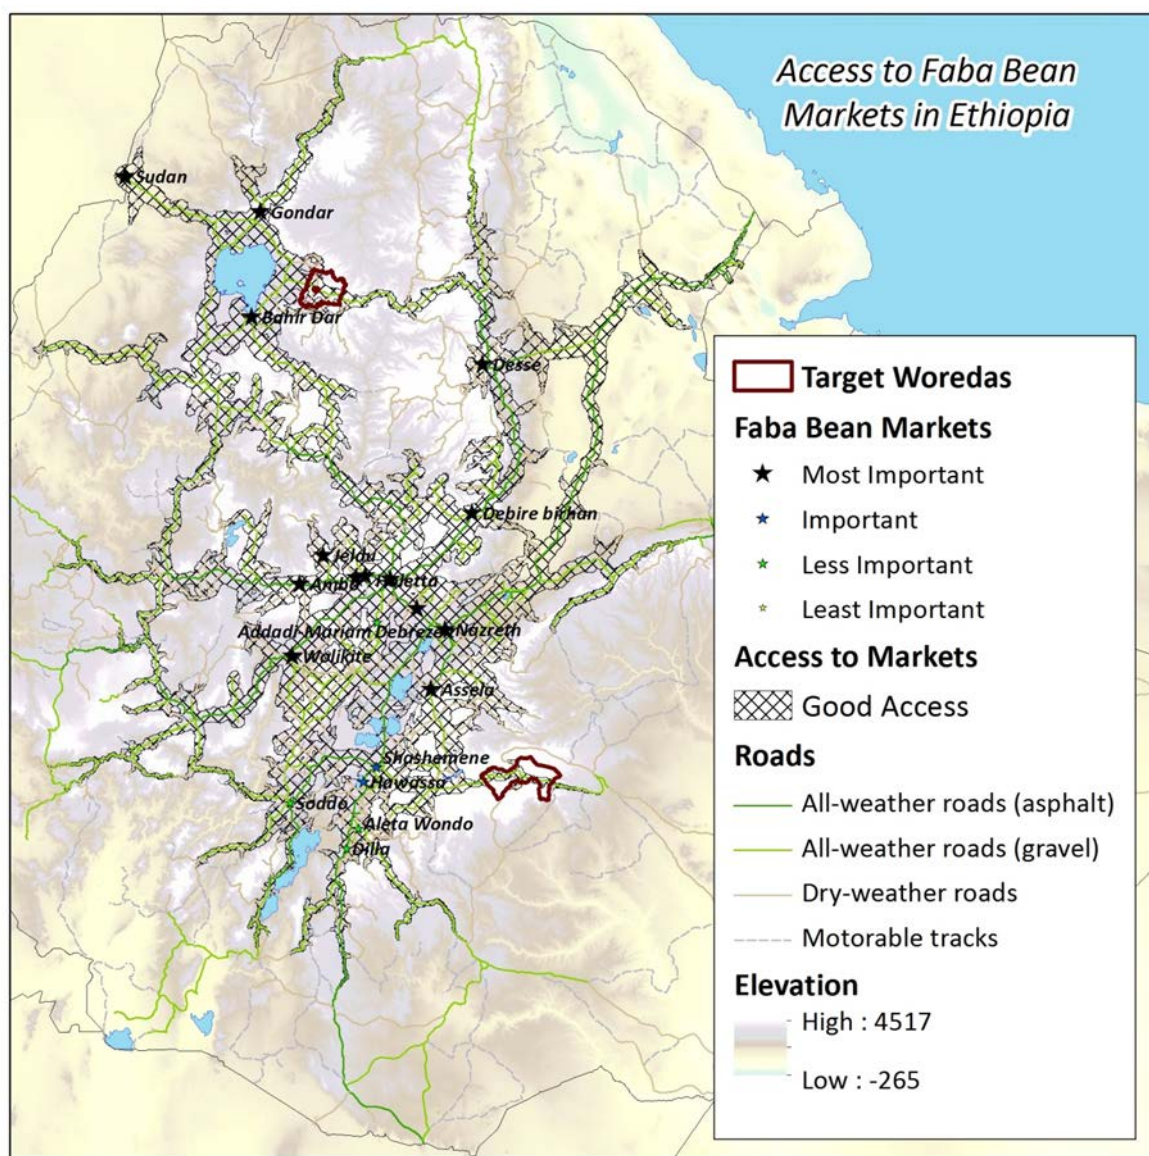 Access to Faba Bean
Markets in Ethiopia
Sudan
Gondar
Bahir Dar
Desse
Debire birhan
Jeldu
Ambo
Holetta
Addadi-Mariam Debrezeit
Nazreth
Walikite
Assela
Shashemene
Hawassa
Soddo
Aleta Wondo
Dilla
Target Woredas
Faba Bean Markets
Most Important
Important
Less Important
Least Important
Access to Markets
Good Access
Roads
All-weather roads (asphalt)
All-weather roads (gravel)
Dry-weather roads
Motorable tracks
Elevation
High : 4517
Low : -265